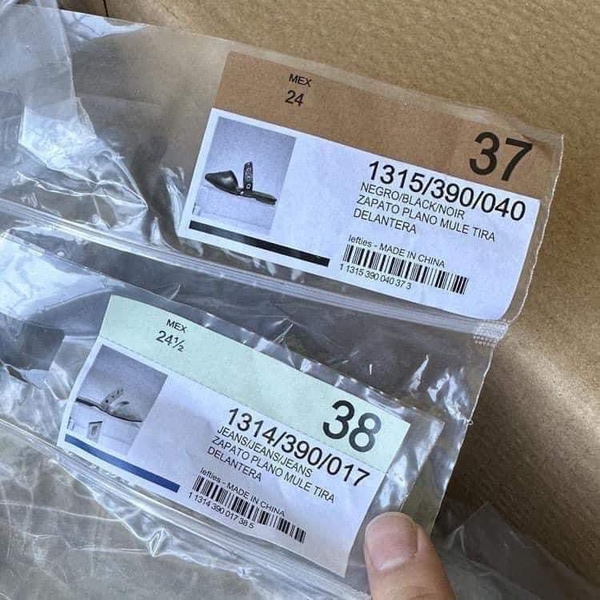 MEX
24
37
1315/390/040
NEGRO/BLACK/NOIR
ZAPATO PLANO MULE TIRA
DELANTERA
lefties - MADE IN CHINA
1 1315 390 040 37 3
MEX
24½
38
1314/390/017
JEANS/JEANS/JEANS
ZAPATO PLANO MULE TIRA
DELANTERA
lefties - MADE IN CHINA
1 1314 390 017 38 5